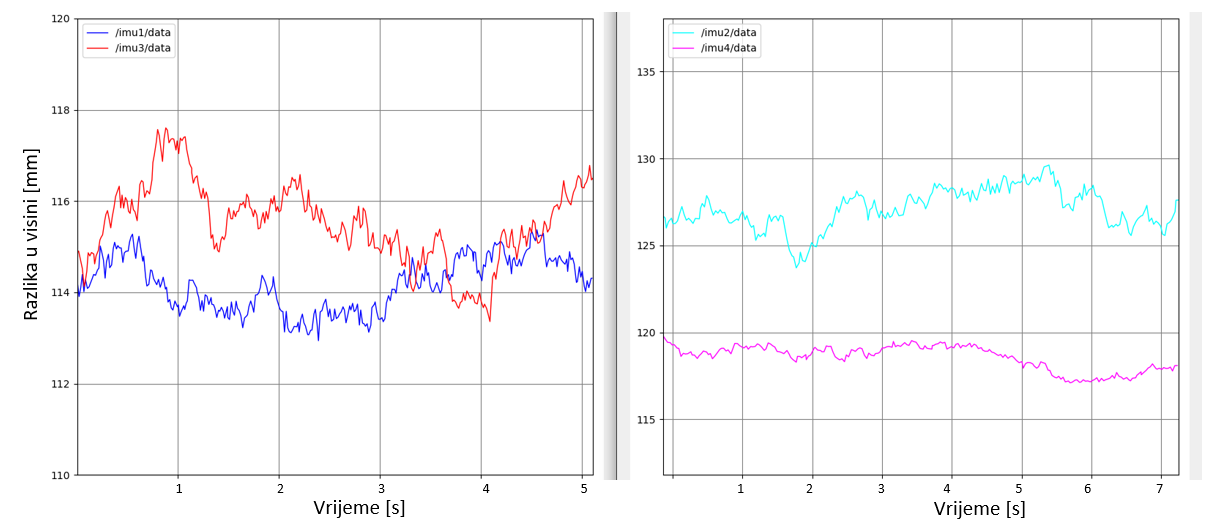 120
118
116
114
112
110
Razlika u visini [mm]
/imu1/data
/imu3/data
1 2 3 4 5
Vrijeme [s]
135
130
125
120
115
/imu2/data
/imu4/data
1 2 3 4 5 6 7
Vrijeme [s]